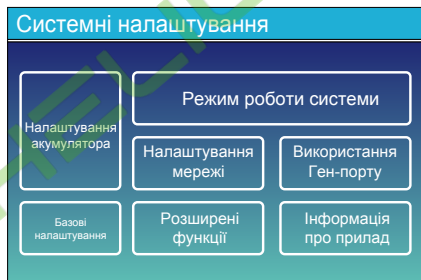 Системні налаштування
Режим роботи системи
Налаштування
акумулятора
Налаштування
мережі
Використання
Ген-порту
Базові
налаштування
Розширені
функції
Інформація
про прилад